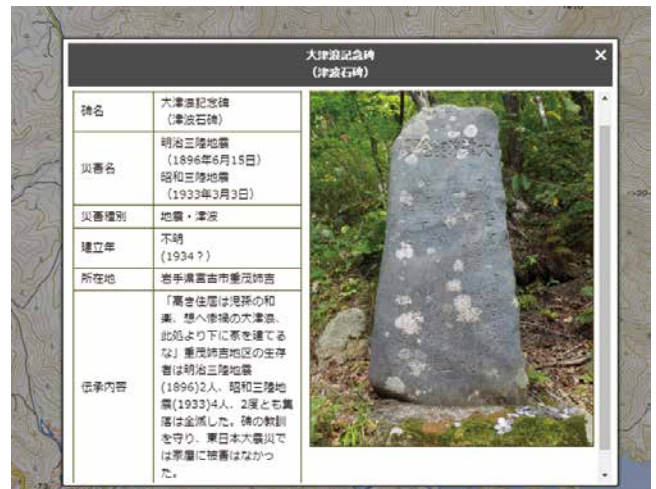 大津浪記念碑
（津波石碑）
×
碑名
大津浪記念碑
（津波石碑）
災害名
明治三陸地震
（1896年6月15日）
昭和三陸地震
（1933年3月3日）
災害種別
地震・津波
建立年
不明
(1934？)
所在地
岩手県宮古市重茂姉吉
伝承内容
「高き住居は児孫の和
楽、想へ惨禍の大津浪、
此処より下に家を建てる
な」重茂姉吉地区の生存
者は明治三陸地震
(1896)2人、昭和三陸地
震(1933)4人、2度とも集
落は全滅した。碑の教訓
を守り、東日本大震災で
は家屋に被害はなかっ
た。